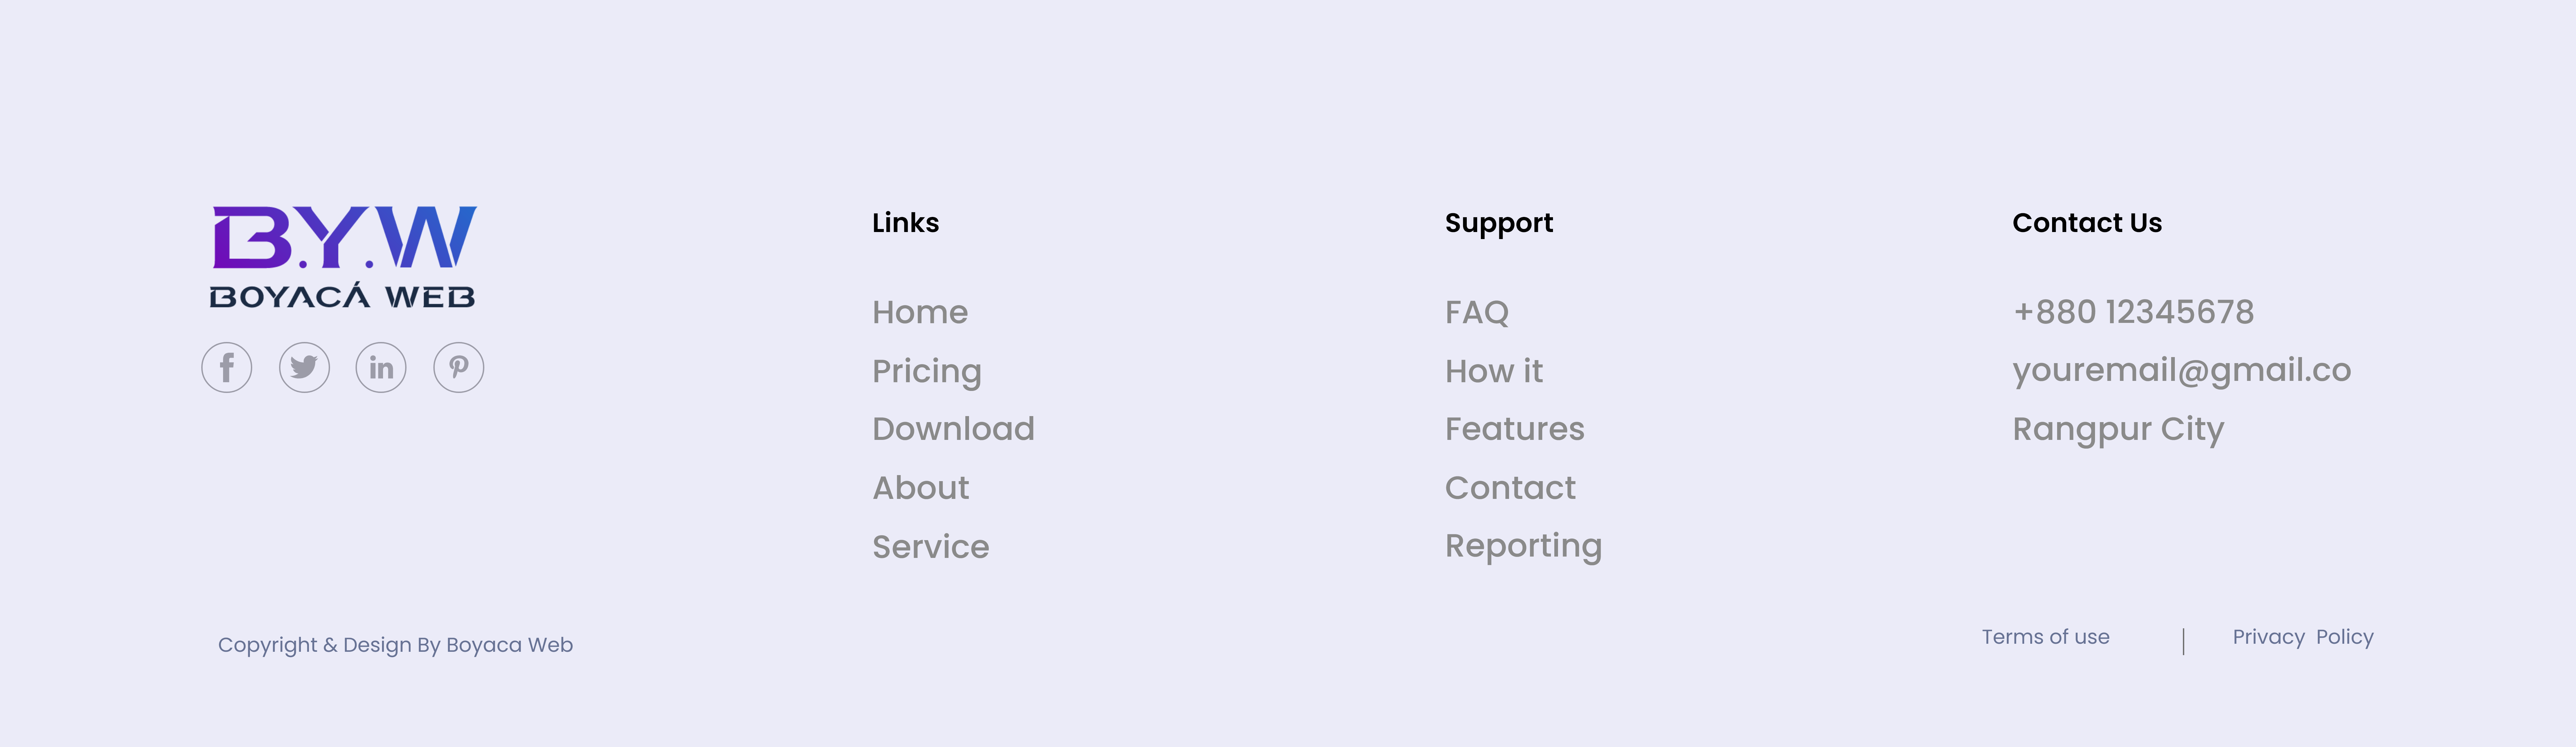 B.Y.W
BOYACÁ WEB
Links
Home
Pricing
Download
About
Service
Support
FAQ
How it
Features
Contact
Reporting
Contact Us
+880 12345678
youremail@gmail.co
Rangpur City
Copyright & Design By Boyaca Web
Terms of use | Privacy Policy